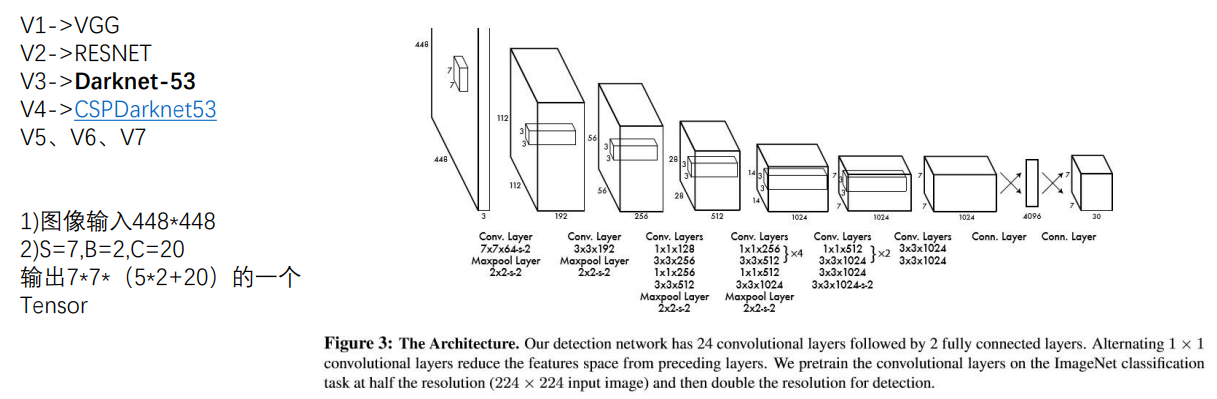 V1->VGG
V2->RESNET
V3->Darknet-53
V4->CSPDarknet53
V5、V6、V7
1)图像输入448*448
2)S=7,B=2,C=20
输出7*7*（5*2+20）的一个
Tensor
448
448
7
7
3
112
112
3
3
192
56
56
3
3
256
28
28
3
3
512
14
14
3
3
1024
7
7
3
3
1024
7
7
1024
4096
7
7
30
Conv. Layer
7x7x64-s-2
Maxpool Layer
2x2-s-2
Conv. Layer
3x3x192
Maxpool Layer
2x2-s-2
Conv. Layers
1x1x128
3x3x256
1x1x256
3x3x512
Maxpool Layer
2x2-s-2
Conv. Layers
1x1x256
3x3x512
}×4
1x1x512
3x3x1024
Maxpool Layer
2x2-s-2
Conv. Layers
1x1x512
3x3x1024
}×2
3x3x1024
3x3x1024-s-2
Conv. Layers
3x3x1024
3x3x1024
Conn. Layer
Conn. Layer
Figure 3: The Architecture. Our detection network has 24 convolutional layers followed by 2 fully connected layers. Alternating 1 × 1
convolutional layers reduce the features space from preceding layers. We pretrain the convolutional layers on the ImageNet classification
task at half the resolution (224 × 224 input image) and then double the resolution for detection.